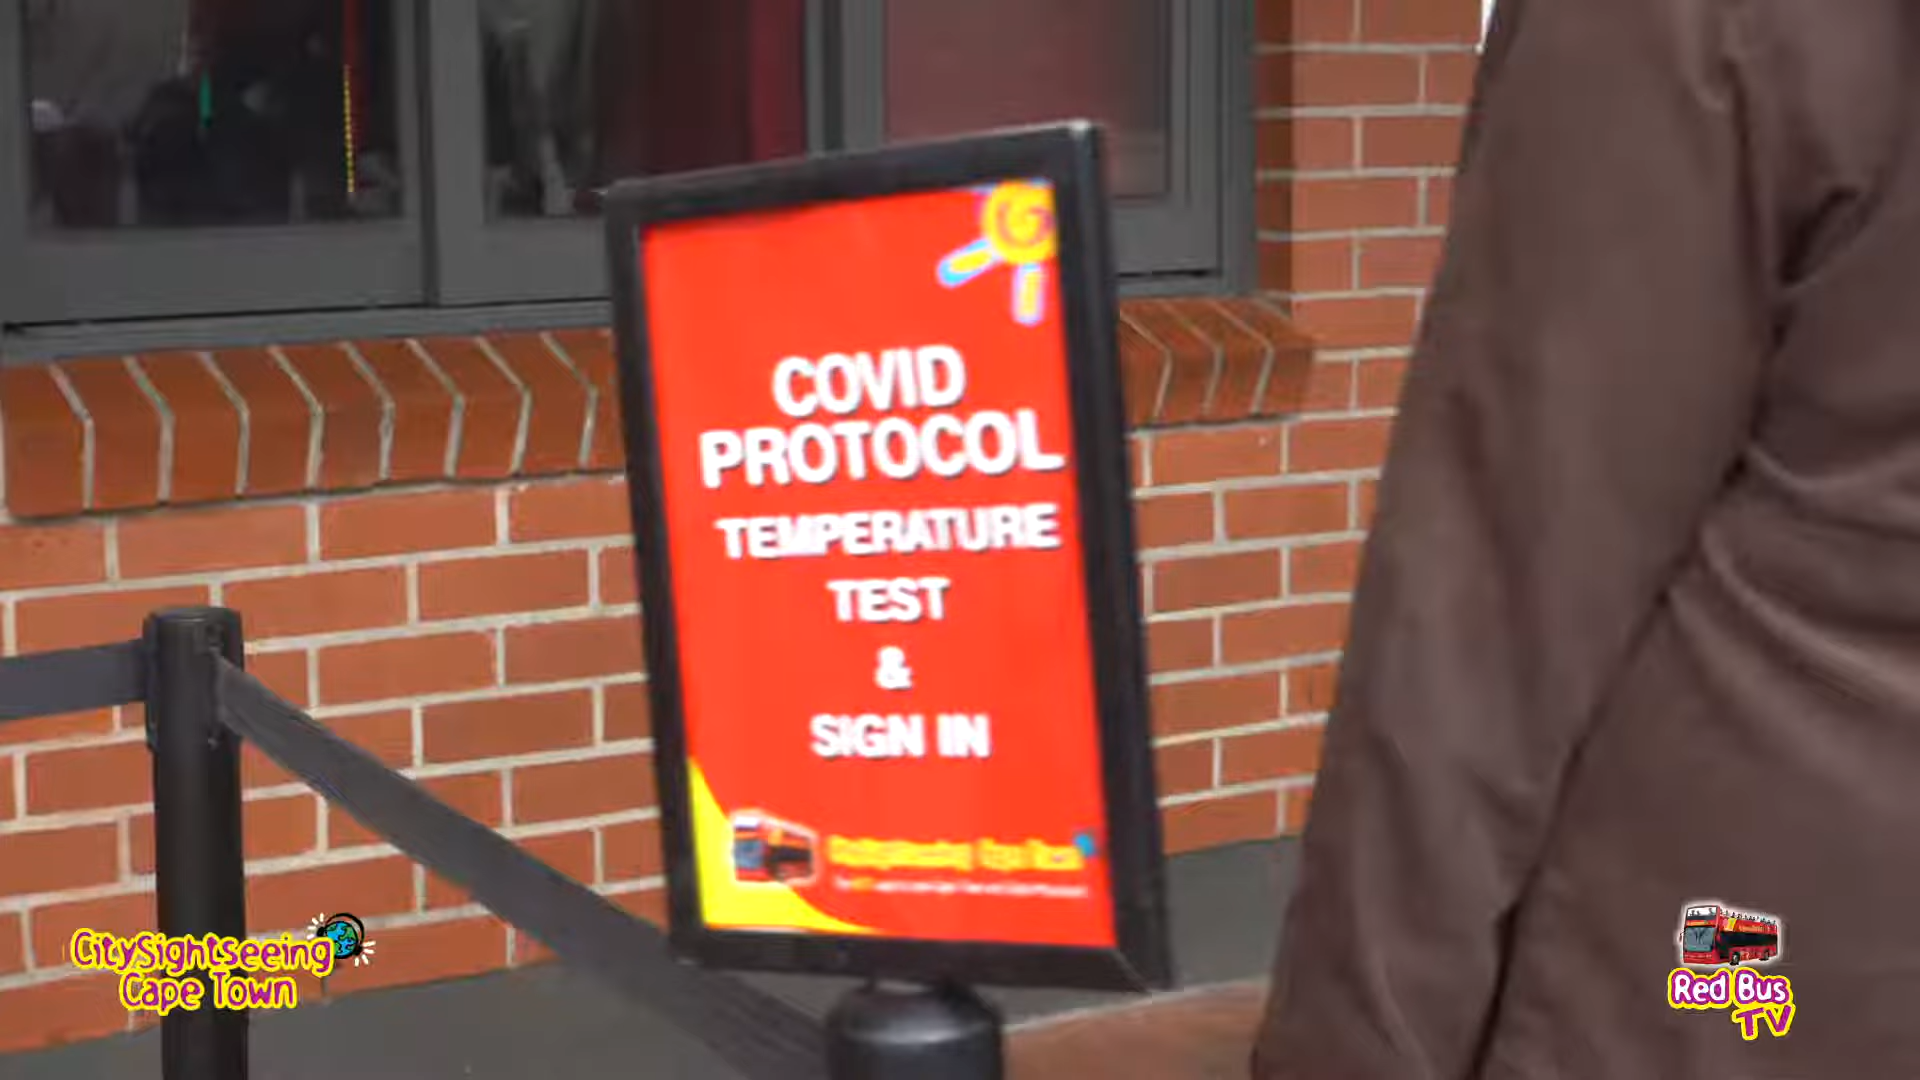 COVID
PROTOCOL
TEMPERATURE
TEST
&
SIGN IN
CitySightseeing
Cape Town
Red Bus
TV